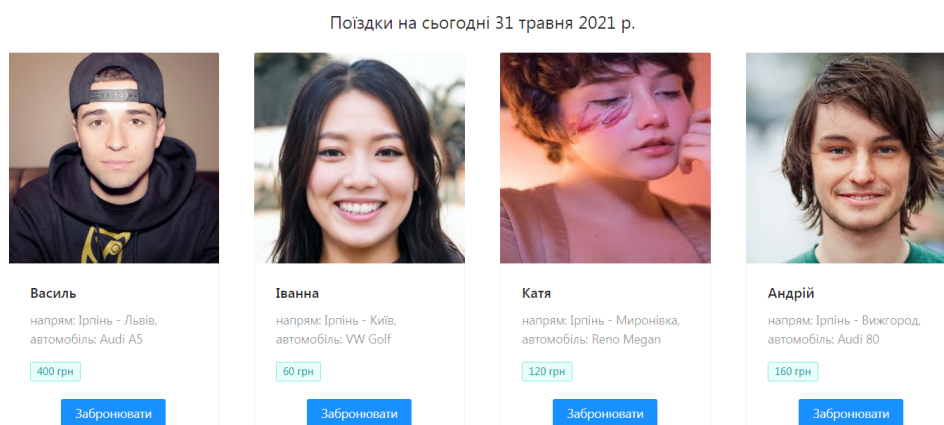 Поїздки на сьогодні 31 травня 2021 р.
Василь
напрям: Ірпінь - Львів,
автомобіль: Audi A5
400 грн
Забронювати
Іванна
напрям: Ірпінь - Київ,
автомобіль: VW Golf
60 грн
Забронювати
Катя
напрям: Ірпінь - Миронівка,
автомобіль: Reno Megan
120 грн
Забронювати
Андрій
напрям: Ірпінь - Вижгород,
автомобіль: Audi 80
160 грн
Забронювати